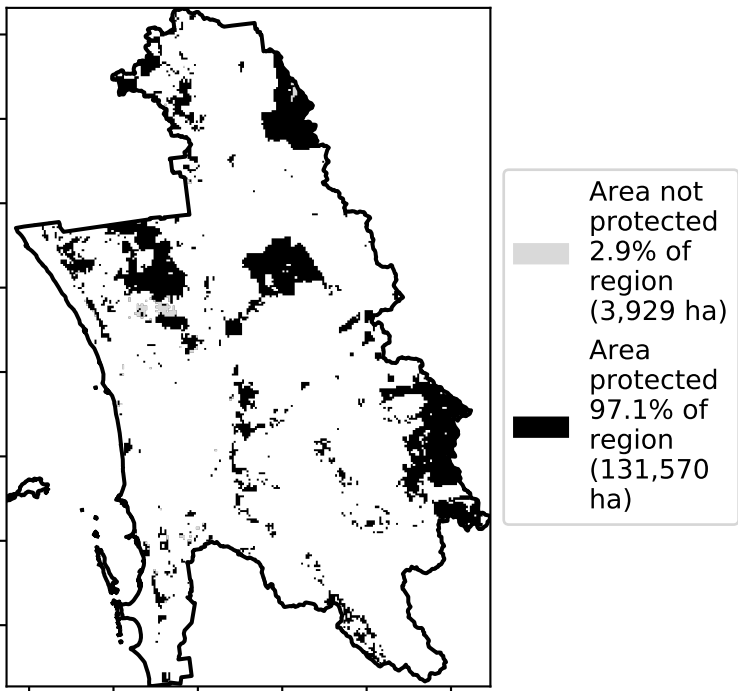 Area not
protected
2.9% of
region
(3,929 ha)
Area
protected
97.1% of
region
(131,570
ha)